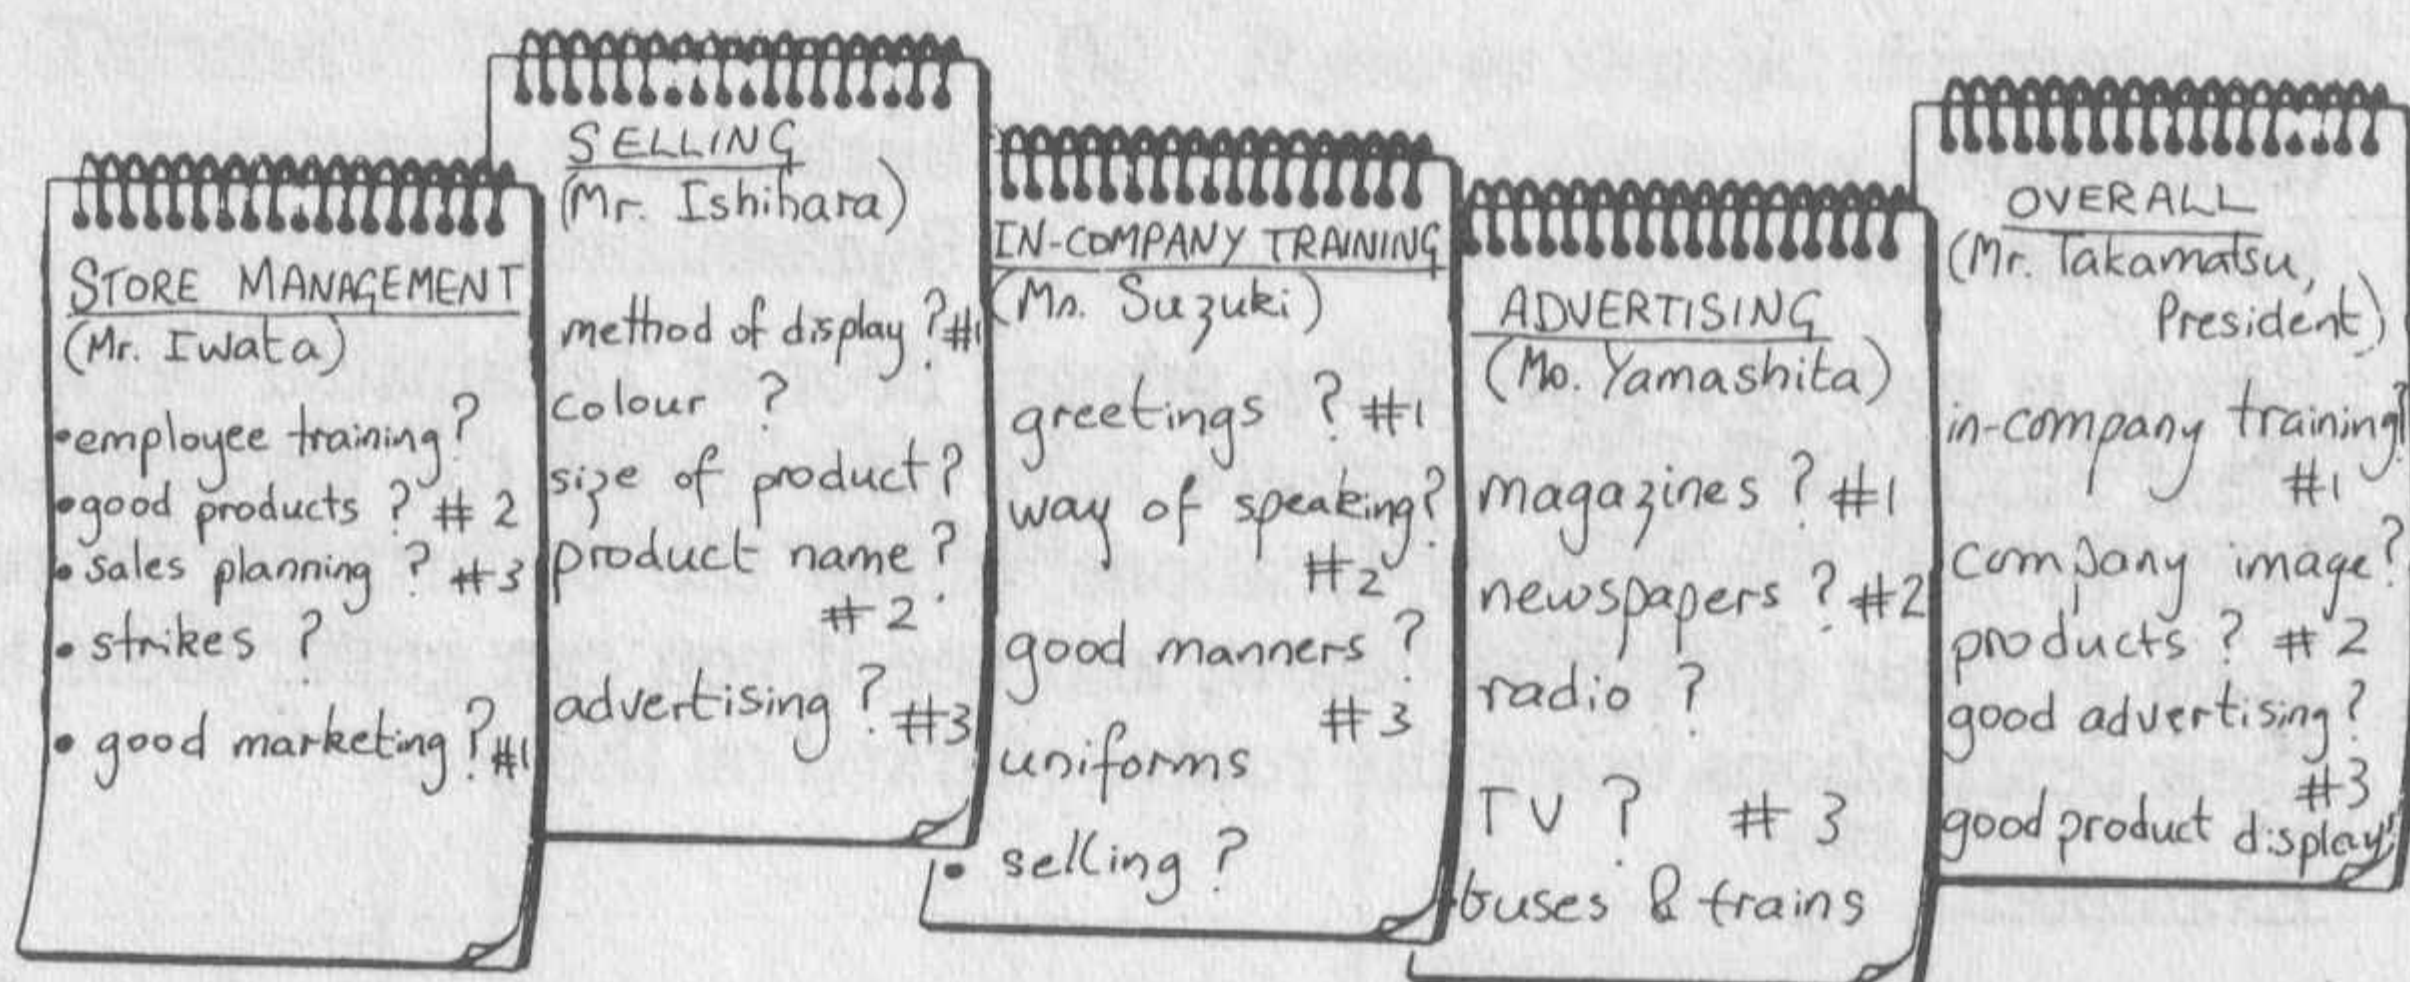 STORE MANAGEMENT
(Mr. Iwata)
•employee training?
•good products ? #2
•sales planning ? #3
•strikes ?
•good marketing ? #1
SELLING
(Mr. Ishihara)
method of display ? #1
colour ?
size of product ?
product name ?
#2
advertising ? #3
IN-COMPANY TRAINING
(Ms. Suzuki)
greetings ? #1
way of speaking?
#2
good manners ?
#3
uniforms
• selling ?
ADVERTISING
(Ms. Yamashita)
magazines ? #1
newspapers ? #2
radio ?
TV ? #3
buses & trains
OVERALL
(Mr. Takamatsu,
President)
in-company training?
#1
company image?
products ? #2
good advertising ?
#3
good product display?